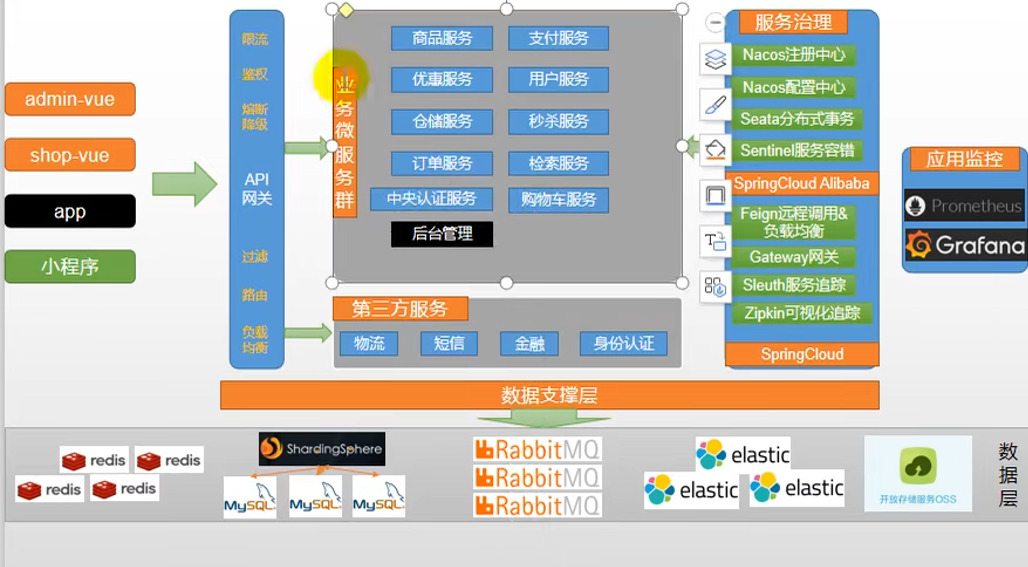 admin-vue
shop-vue
app
小程序
限流
鉴权
熔断
降级
API
网关
过滤
路由
负载
均衡
业务微服务群
商品服务
支付服务
优惠服务
用户服务
仓储服务
秒杀服务
订单服务
检索服务
中央认证服务
购物车服务
后台管理
第三方服务
物流
短信
金融
身份认证
服务治理
Nacos注册中心
Nacos配置中心
Seata分布式事务
Sentinel服务容错
SpringCloud Alibaba
Feign远程调用&
负载均衡
Gateway网关
Sleuth服务追踪
Zipkin可视化追踪
SpringCloud
应用监控
Prometheus
Grafana
数据支撑层
redis
redis
redis
redis
ShardingSphere
MySQL
MySQL
MySQL
RabbitMQ
RabbitMQ
RabbitMQ
elastic
elastic
elastic
开放存储服务OSS
数据层